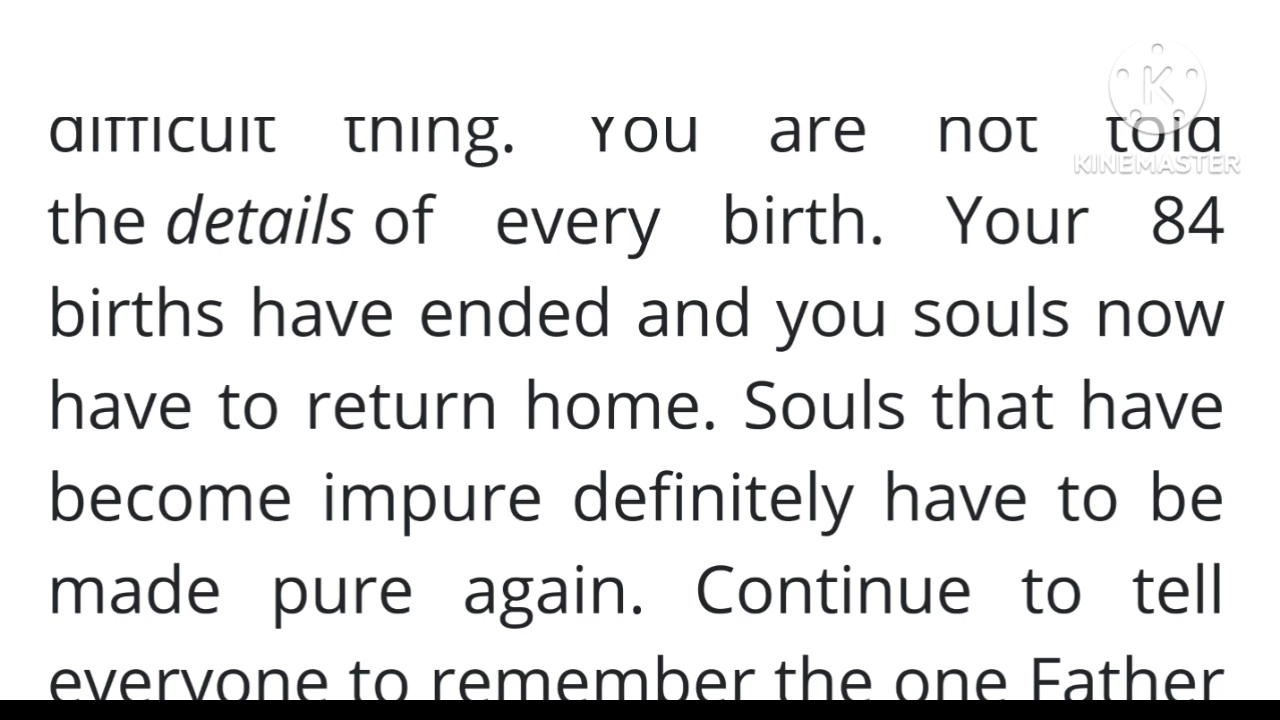 difficult thing. You are not told
the details of every birth. Your 84
births have ended and you souls now
have to return home. Souls that have
become impure definitely have to be
made pure again. Continue to tell
everyone to remember the one Father
K
KINEMASTER